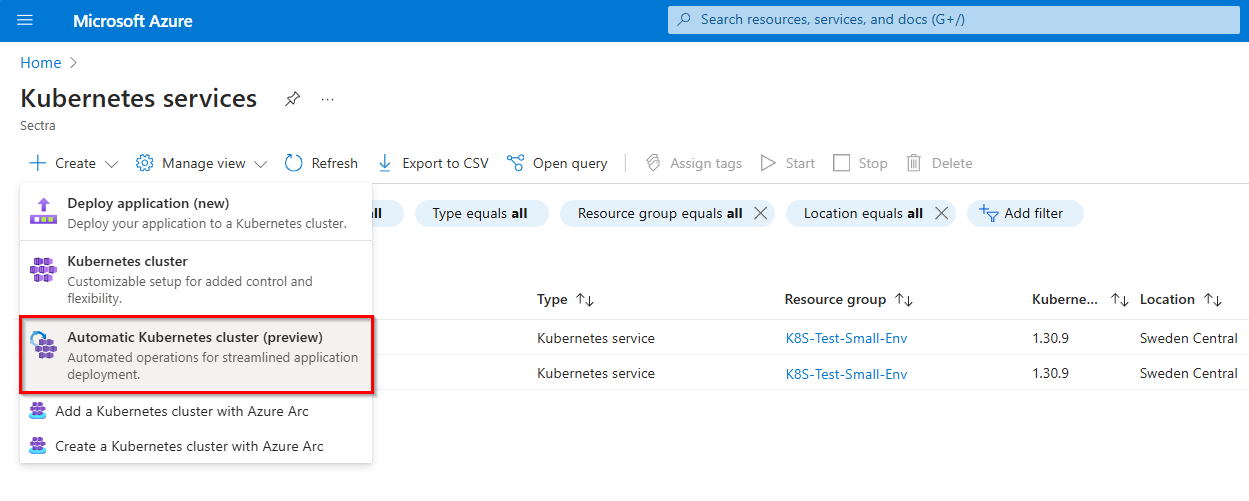 Microsoft Azure
Search resources, services, and docs (G+/)
Home
Kubernetes services
Sectra
Create
Manage view
Refresh
Export to CSV
Open query
Assign tags
Start
Stop
Delete
Deploy application (new)
Deploy your application to a Kubernetes cluster.
Kubernetes cluster
Customizable setup for added control and
flexibility.
Automatic Kubernetes cluster (preview)
Automated operations for streamlined application
deployment.
Add a Kubernetes cluster with Azure Arc
Create a Kubernetes cluster with Azure Arc
all
Type equals all
Resource group equals all
Location equals all
Add filter
Type
Resource group
Kuberne...
Location
Kubernetes service
K8S-Test-Small-Env
1.30.9
Sweden Central
Kubernetes service
K8S-Test-Small-Env
1.30.9
Sweden Central